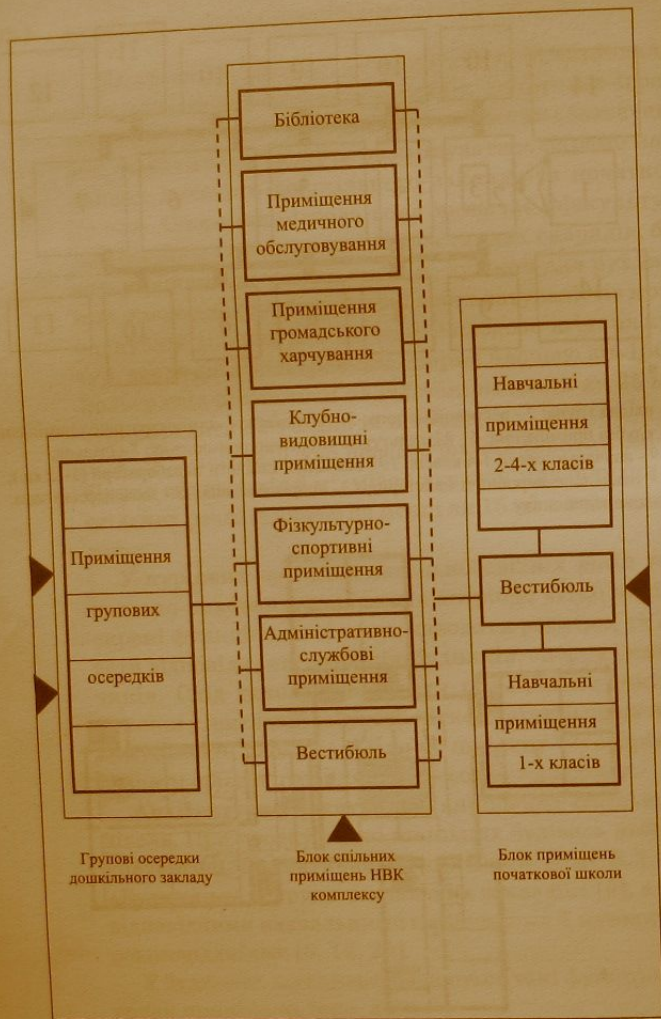 Бібліотека
Приміщення
медичного
обслуговування
Приміщення
громадського
харчування
Клубно-
видовищні
приміщення
Фізкультурно-
спортивні
приміщення
Адміністративно-
службові
приміщення
Вестибюль
Приміщення
групових
осередків
Навчальні
приміщення
2-4-х класів
Вестибюль
Навчальні
приміщення
1-х класів
Групові осередки
дошкільного закладу
Блок спільних
приміщень НВК
комплексу
Блок приміщень
початкової школи